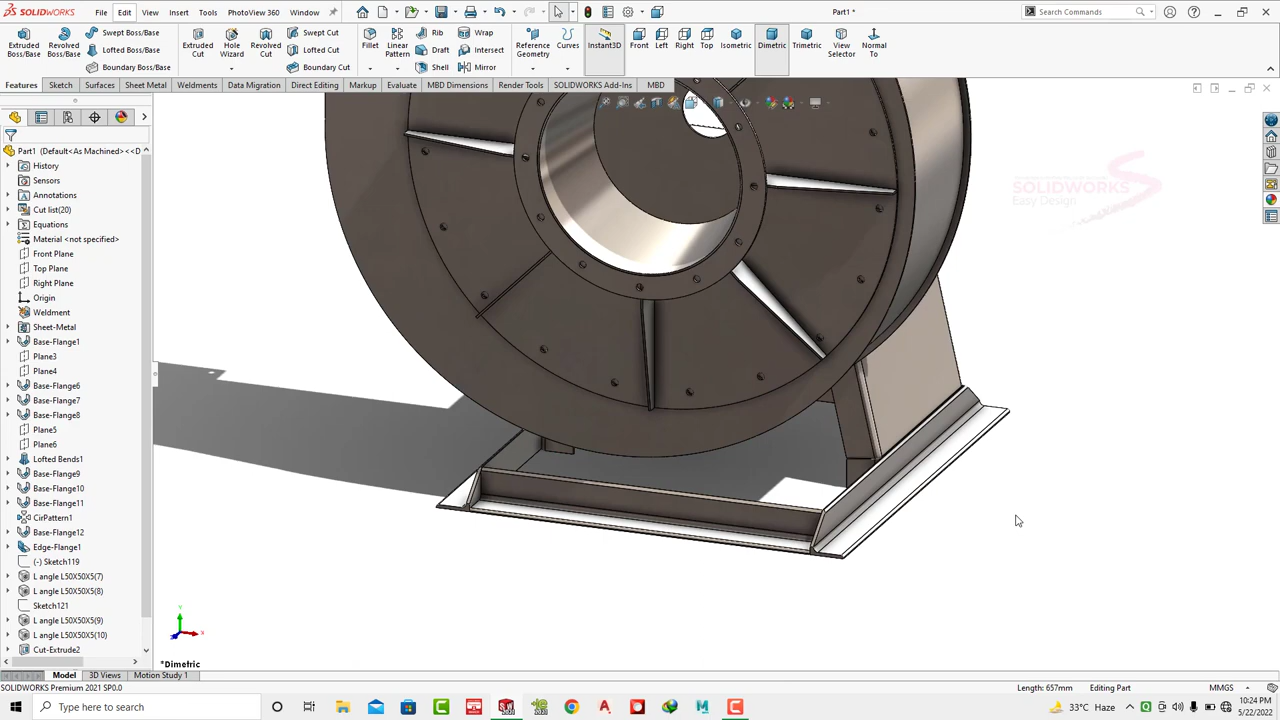 SOLIDWORKS
File Edit View Insert Tools PhotoView 360 Window
Part1 *
Search Commands
Extruded Boss/Base
Revolved Boss/Base
Swept Boss/Base
Lofted Boss/Base
Boundary Boss/Base
Extruded Cut
Hole Wizard
Revolved Cut
Swept Cut
Lofted Cut
Boundary Cut
Fillet
Linear Pattern
Rib
Draft
Shell
Wrap
Intersect
Mirror
Reference Geometry
Curves
Instant3D
Front
Left
Right
Top
Isometric
Dimetric
Trimetric
View Selector
Normal To
Features Sketch Surfaces Sheet Metal Weldments Data Migration Direct Editing Markup Evaluate MBD Dimensions Render Tools SOLIDWORKS Add-Ins MBD
Part1 (Default<As Machined><<D
History
Sensors
Annotations
Cut list(20)
Equations
Material <not specified>
Front Plane
Top Plane
Right Plane
Origin
Weldment
Sheet-Metal
Base-Flange1
Plane3
Plane4
Base-Flange6
Base-Flange7
Base-Flange8
Plane5
Plane6
Lofted Bends1
Base-Flange9
Base-Flange10
Base-Flange11
CirPattern1
Base-Flange12
Edge-Flange1
(-) Sketch119
L angle L50X50X5(7)
L angle L50X50X5(8)
Sketch121
L angle L50X50X5(9)
L angle L50X50X5(10)
Cut-Extrude2
SOLIDWORKS
Easy Design
Y
X
*Dimetric
Model 3D Views Motion Study 1
SOLIDWORKS Premium 2021 SP0.0
Length: 657mm Editing Part MMGS
Type here to search
33°C Haze
10:24 PM
5/22/2022